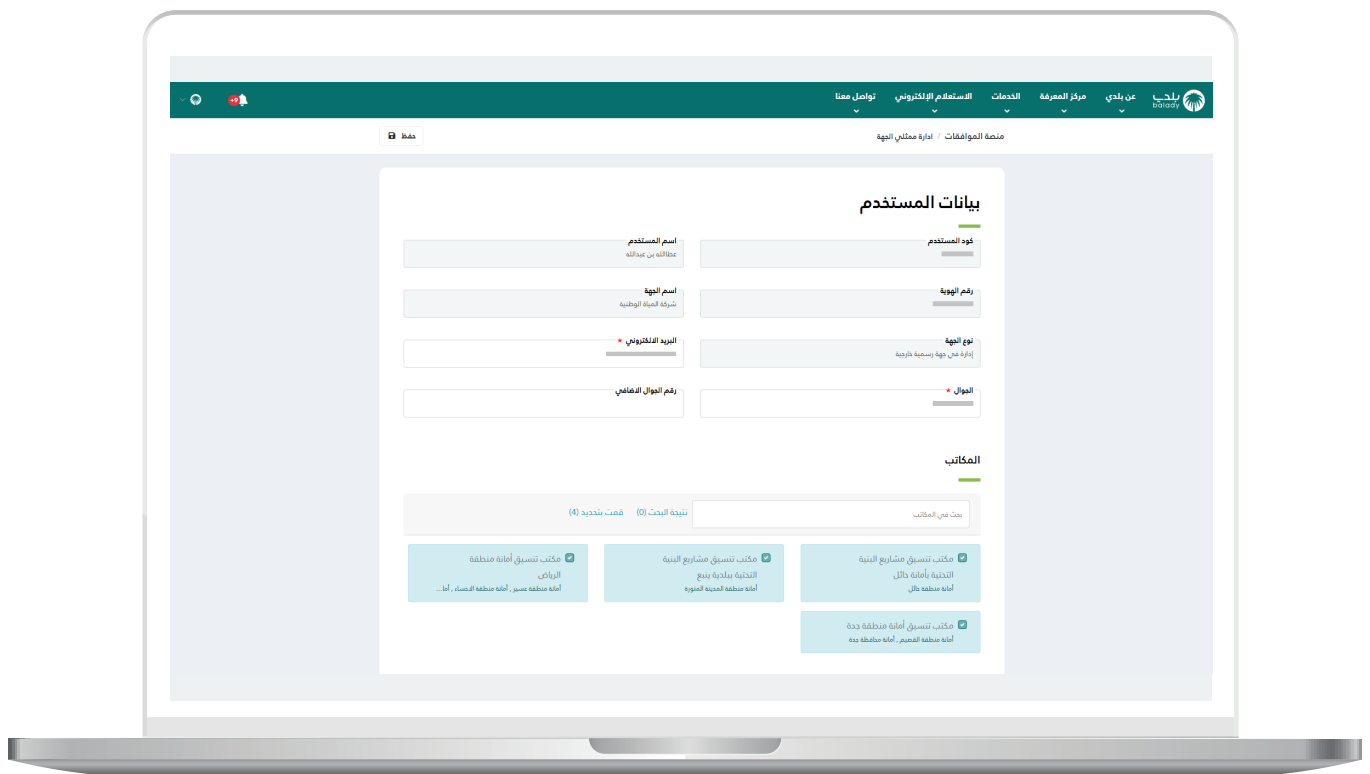 بلدي
balady
عن بلدي
مركز المعرفة
الخدمات
الاستعلام الإلكتروني
تواصل معنا
+9
منصة الموافقات / ادارة ممثلي الجهة
حفظ
بيانات المستخدم
كود المستخدم
اسم المستخدم
عطاالله بن عبدالله
رقم الهوية
اسم الجهة
شركة المياة الوطنية
نوع الجهة
إدارة في جهة رسمية خارجية
البريد الالكتروني *
الجوال *
رقم الجوال الاضافي
المكاتب
بحث في المكاتب
نتيجة البحث (0)
قمت بتحديد (4)
مكتب تنسيق مشاريع البنية
التحتية بأمانة حائل
أمانة منطقة حائل
مكتب تنسيق مشاريع البنية
التحتية ببلدية ينبع
أمانة منطقة المدينة المنورة
مكتب تنسيق أمانة منطقة
الرياض
أمانة منطقة عسير , أمانة منطقة الاحساء , أما...
مكتب تنسيق أمانة منطقة جدة
أمانة منطقة القصيم , أمانة محافظة جدة